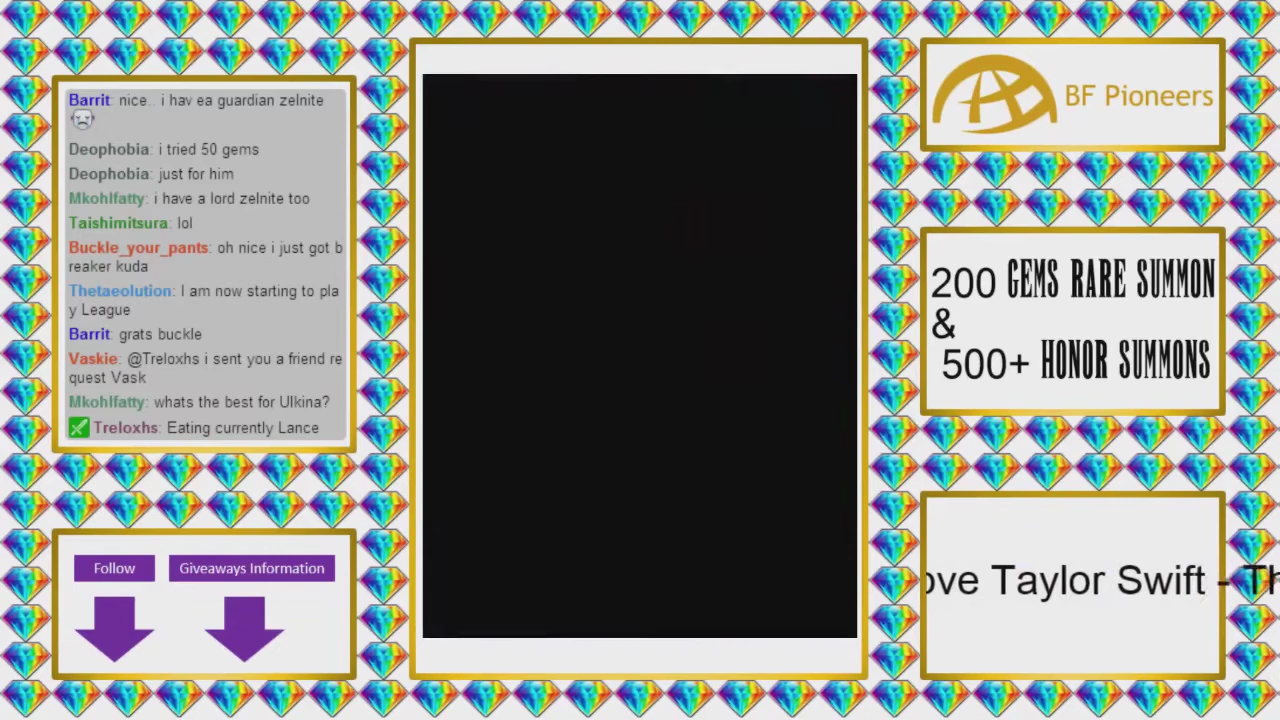 Barrit: nice.. i hav ea guardian zelnite
Deophobia: i tried 50 gems
Deophobia: just for him
Mkohlfatty: i have a lord zelnite too
Taishimitsura: lol
Buckle_your_pants: oh nice i just got b
reaker kuda
Thetaeolution: I am now starting to pla
y League
Barrit: grats buckle
Vaskie: @Treloxhs i sent you a friend re
quest Vask
Mkohlfatty: whats the best for Ulkina?
Treloxhs: Eating currently Lance
Follow
Giveaways Information
BF Pioneers
200 GEMS RARE SUMMON
&
500+ HONOR SUMMONS
ove Taylor Swift - Th